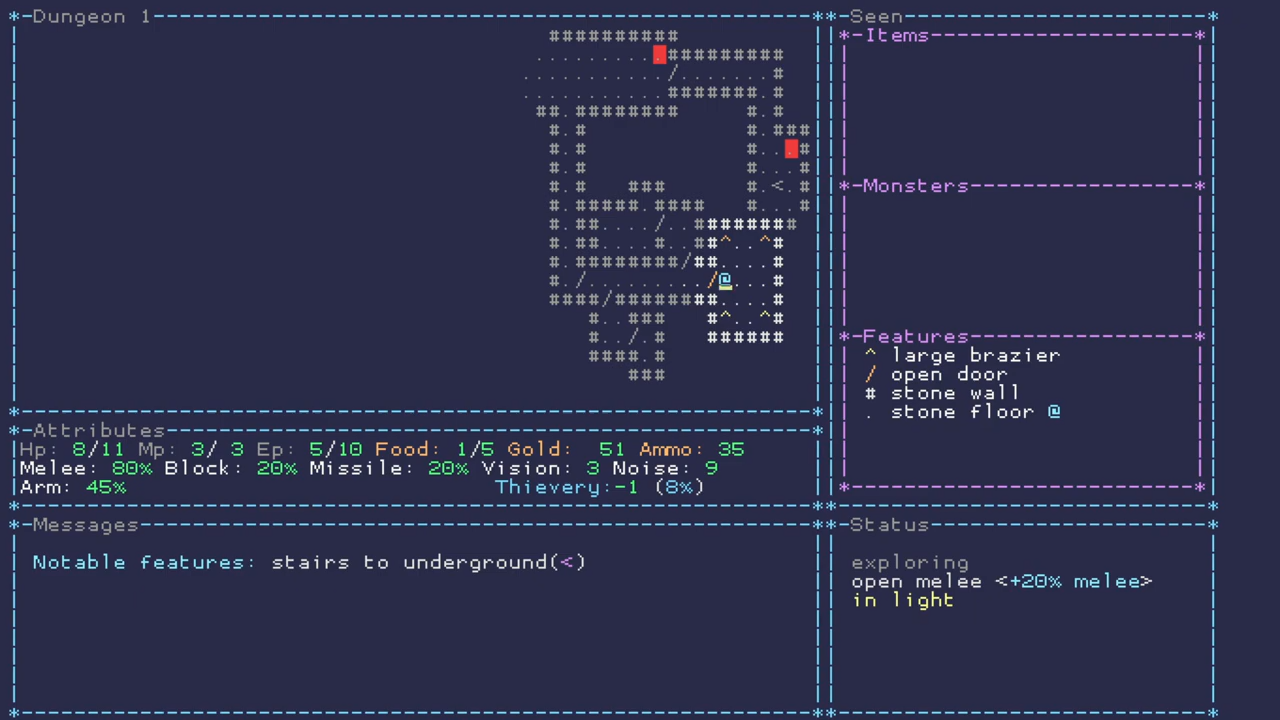 Dungeon 1
Seen
Items
Monsters
Features
^ large brazier
/ open door
# stone wall
. stone floor @
Attributes
Hp: 8/11 Mp: 3/ 3 Ep: 5/10 Food: 1/5 Gold: 51 Ammo: 35
Melee: 80% Block: 20% Missile: 20% Vision: 3 Noise: 9
Arm: 45% Thievery:-1 (8%)
Messages
Notable features: stairs to underground(<)
Status
exploring
open melee <+20% melee>
in light